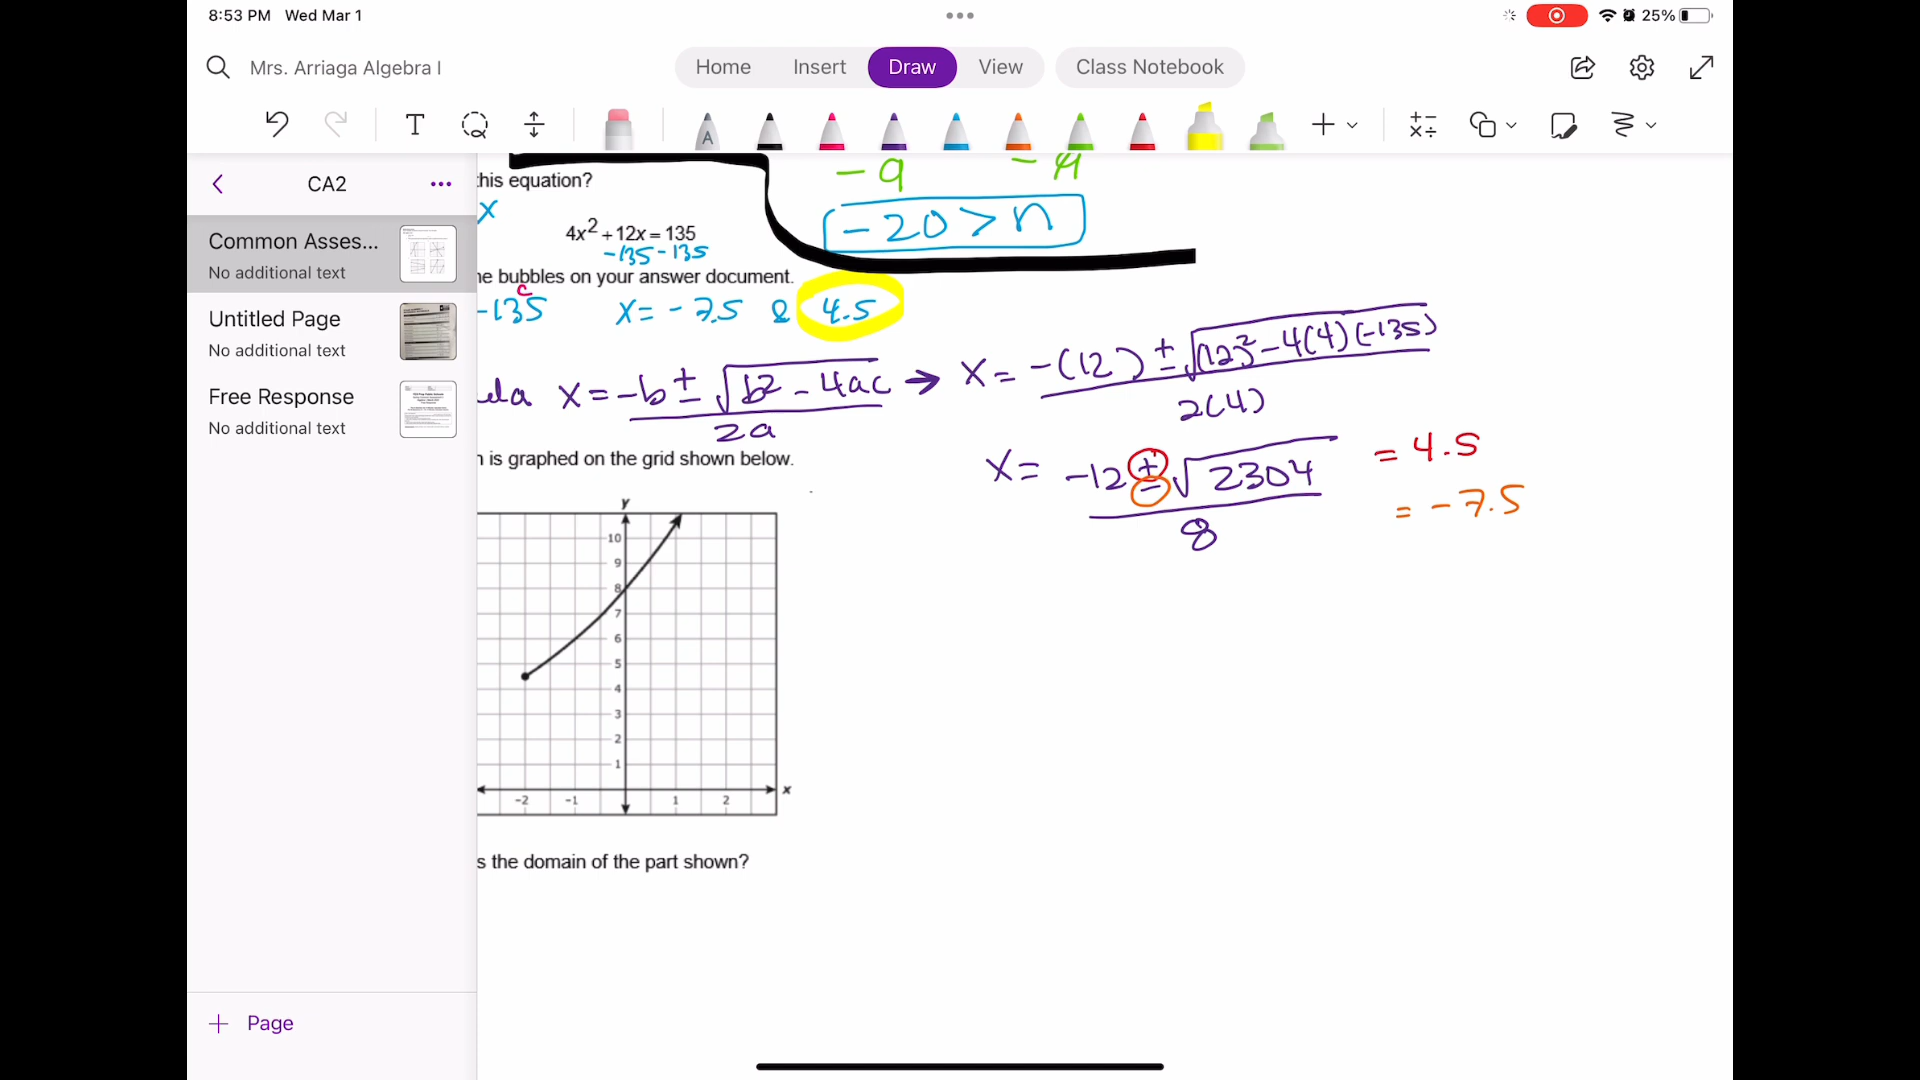 8:53 PM Wed Mar 1
25%
Mrs. Arriaga Algebra I
Home Insert Draw View Class Notebook
T
A
CA2
Common Asses...
No additional text
Untitled Page
No additional text
Free Response
No additional text
+ Page
-9 -9
-20 > n
his equation?
x
4x² + 12x = 135
-135 -135
e bubbles on your answer document.
c
-135 x = -7.5 & 4.5
x = -b ± √b² - 4ac → x = -(12) ± √(12)² - 4(4)(-135)
2a 2(4)
x = -12 ± √2304 = 4.5
8 = -7.5
is graphed on the grid shown below.
y
10
9
8
7
6
5
4
3
2
1
x
-2 -1 1 2
s the domain of the part shown?